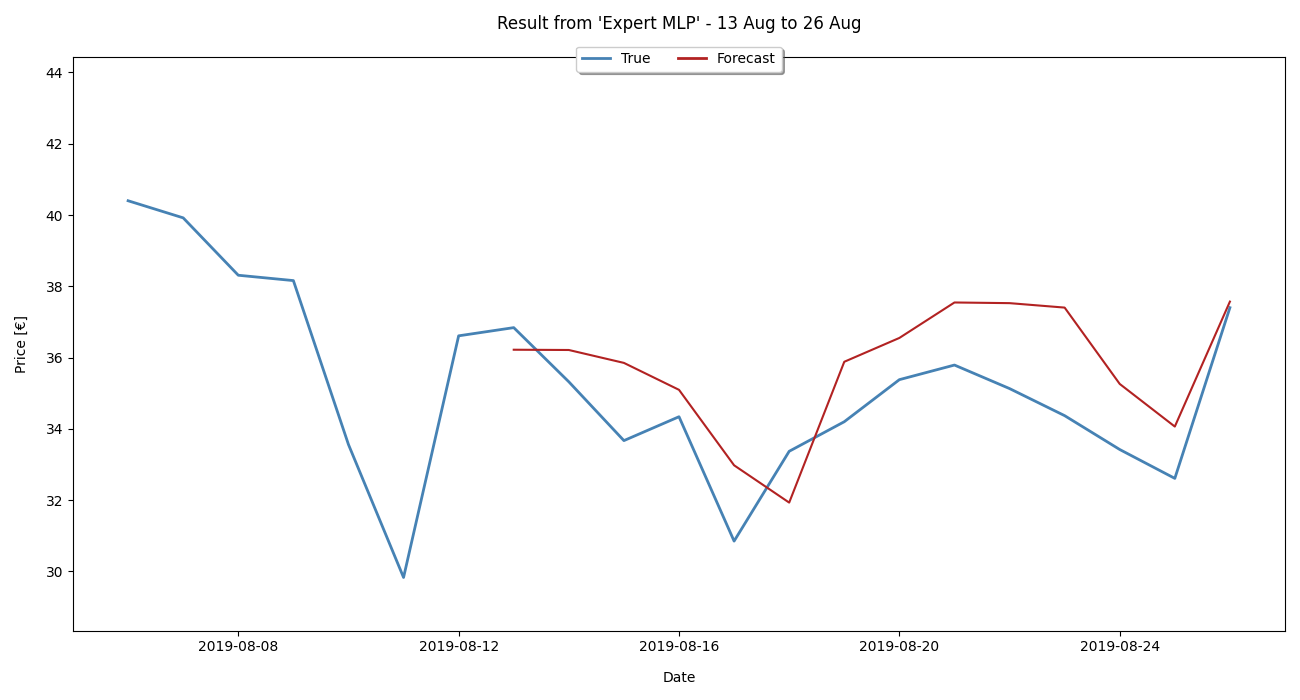 Result from 'Expert MLP' - 13 Aug to 26 Aug
True Forecast
44
42
40
38
36
34
32
30
Price [€]
2019-08-08 2019-08-12 2019-08-16 2019-08-20 2019-08-24
Date